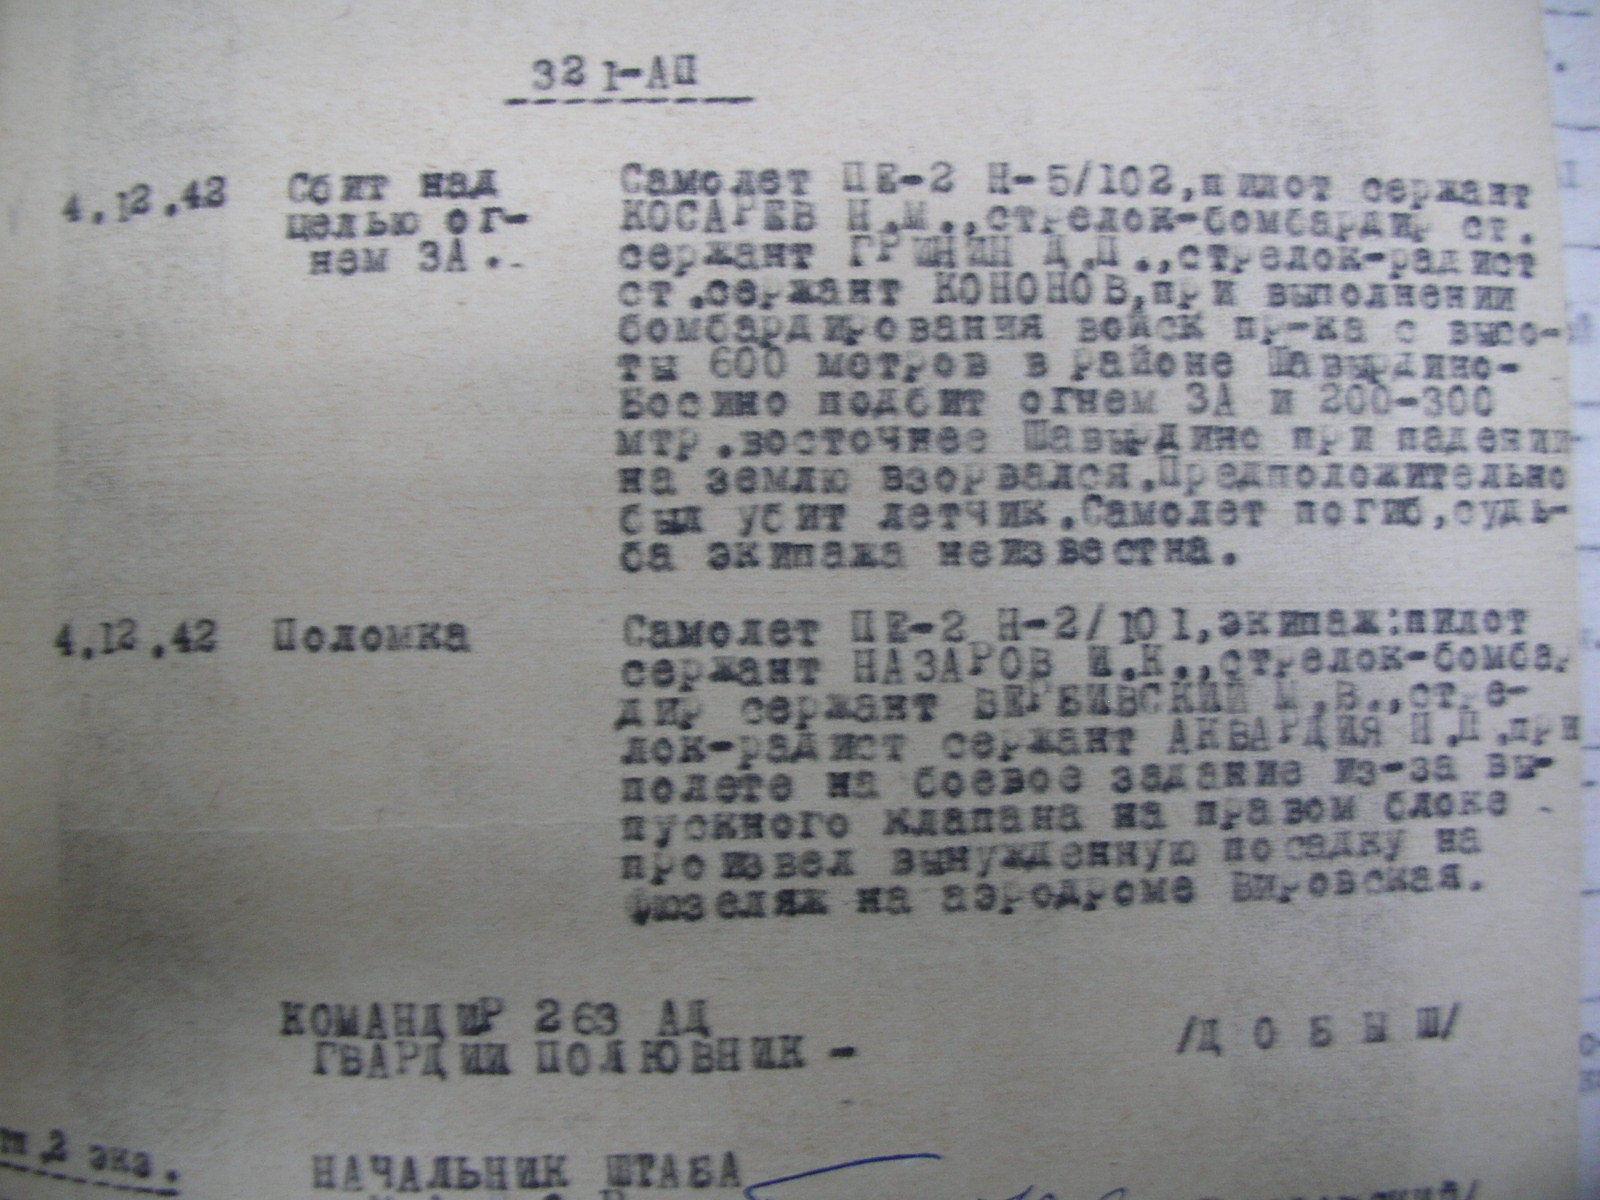 321-АП
4.12.42 Сбит над Самолет ПЕ-2 Н-5/102,пилот сержант
целью ог- КОСАРЕВ Н.М.,стрелок-бомбардир ст.
нем ЗА. сержант ГРИНИН Д.П.,стрелок-радист
ст.сержант КОНОНОВ,при выполнении
бомбардирования войск пр-ка с высо-
ты 600 мотров в районе Шавырдино-
Босино подбит огнем ЗА и 200-300
мтр.восточнее Шавырдино при падении
на землю взорвался.Предположительно
был убит летчик.Самолет погиб,судь-
ба экипажа неизвестна.
4.12.42 Поломка Самолет ПЕ-2 Н-2/101,экипаж:пилот
сержант НАЗАРОВ И.К.,стрелок-бомбар
дир сержант ВЕРБИВСКИЙ М.В.,стре-
лок-радист сержант АКВАРДИЯ П.П.при
полете на боевое задание из-за вы-
пускного клапана на правом блоке
произвел вынужденную посадку на
фюзеляж на аэродроме Вировская.
КОМАНДИР 263 АД
ГВАРДИИ ПОЛЮВНИК - /Д О Б Ы Ш/
2 экз.
НАЧАЛЬНИК ШТАБА